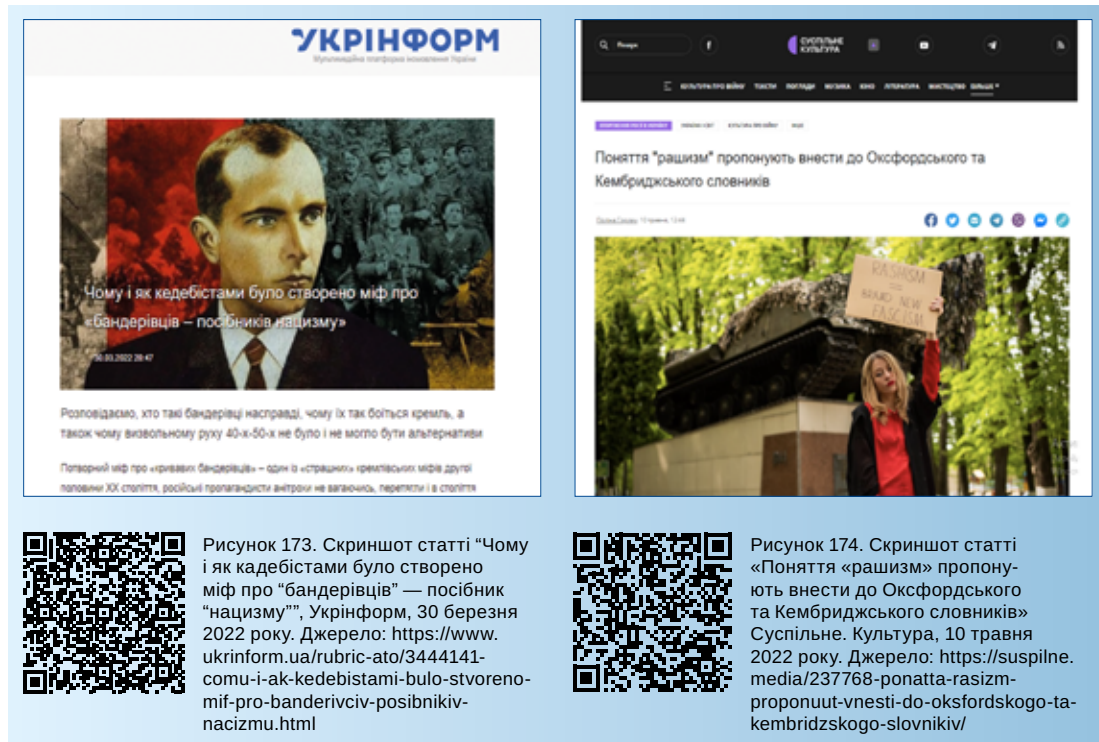 УКРІНФОРМ
Мультимедійна платформа іномовлення України
Чому і як кедебістами було створено міф про
«бандерівців – посібників нацизму»
30.03.2022 20:47
Розповідаємо, хто такі бандерівці насправді, чому їх так боїться кремль, а
також чому визвольному руху 40-х-50-х не було і не могло бути альтернативи
Потворний міф про «кривавих бандерівців» – один із «страшних» кремлівських міфів другої
половини ХХ століття, російські пропагандисти анітрохи не вагаючись, перетягли і в століття
Рисунок 173. Скриншот статті “Чому
і як кадебістами було створено
міф про “бандерівців” — посібник
“нацизму””, Укрінформ, 30 березня
2022 року. Джерело: https://www.
ukrinform.ua/rubric-ato/3444141-
comu-i-ak-kedebistami-bulo-stvoreno-
mif-pro-banderivciv-posibnikiv-
nacizmu.html
Пошук
СУСПІЛЬНЕ
КУЛЬТУРА
КУЛЬТУРА ПРО ВІЙНУ ТЕКСТИ ПОГЛЯДИ МУЗИКА КІНО ЛІТЕРАТУРА МИСТЕЦТВО БІЛЬШЕ
Поняття "рашизм" пропонують внести до Оксфордського та
Кембриджського словників
RASHISM
=
BRAND NEW
FASCISM
Рисунок 174. Скриншот статті
«Поняття «рашизм» пропону-
ють внести до Оксфордського
та Кембриджського словників»
Суспільне. Культура, 10 травня
2022 року. Джерело: https://suspilne.
media/237768-ponatta-rasizm-
proponuut-vnesti-do-oksfordskogo-ta-
kembridzskogo-slovnikiv/